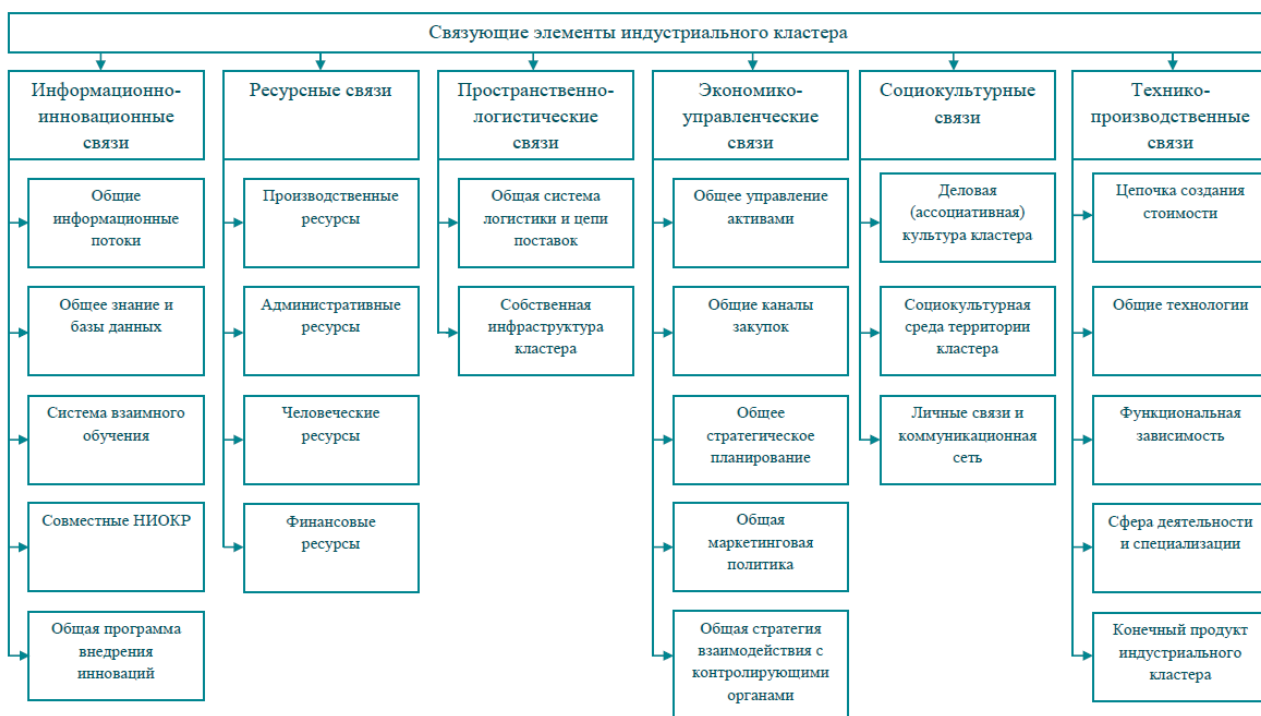 Связующие элементы индустриального кластера
Информационно-
инновационные
связи
Общие
информационные
потоки
Общее знание и
базы данных
Система взаимного
обучения
Совместные НИОКР
Общая программа
внедрения
инноваций
Ресурсные связи
Производственные
ресурсы
Административные
ресурсы
Человеческие
ресурсы
Финансовые
ресурсы
Пространственно-
логистические
связи
Общая система
логистики и цепи
поставок
Собственная
инфраструктура
кластера
Экономико-
управленческие
связи
Общее управление
активами
Общие каналы
закупок
Общее
стратегическое
планирование
Общая
маркетинговая
политика
Общая стратегия
взаимодействия с
контролирующими
органами
Социокультурные
связи
Деловая
(ассоциативная)
культура кластера
Социокультурная
среда территории
кластера
Личные связи и
коммуникационная
сеть
Технико-
производственные
связи
Цепочка создания
стоимости
Общие технологии
Функциональная
зависимость
Сфера деятельности
и специализации
Конечный продукт
индустриального
кластера